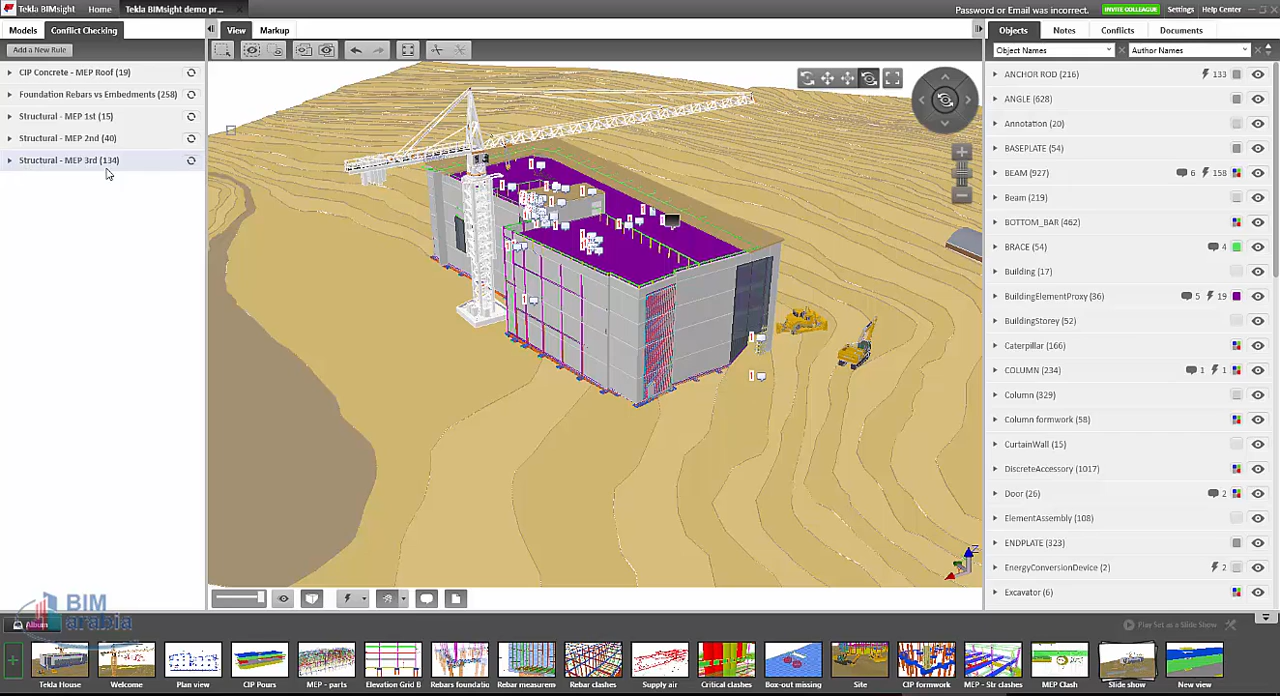 Tekla BIMsight
Home
Tekla BIMsight demo pr...
Password or Email was incorrect.
INVITE COLLEAGUE
Settings
Help Center
Models
Conflict Checking
View
Markup
Objects
Notes
Conflicts
Documents
Add a New Rule
Object Names
Author Names
CIP Concrete - MEP Roof (19)
Foundation Rebars vs Embedments (258)
Structural - MEP 1st (15)
Structural - MEP 2nd (40)
Structural - MEP 3rd (134)
ANCHOR ROD (216) 133
ANGLE (628)
Annotation (20)
BASEPLATE (54)
BEAM (927) 6 158
Beam (219)
BOTTOM_BAR (462)
BRACE (54) 4
Building (17)
BuildingElementProxy (36) 5 19
BuildingStorey (52)
Caterpillar (166)
COLUMN (234) 1 1
Column (329)
Column formwork (58)
CurtainWall (15)
DiscreteAccessory (1017)
Door (26) 2
ElementAssembly (108)
ENDPLATE (323)
EnergyConversionDevice (2) 2
Excavator (6)
Z
BIM
arabia
Album
Play Set as a Slide Show
Tekla House
Welcome
Plan view
CIP Pours
MEP - parts
Elevation Grid B
Rebars foundatio
Rebar measurem
Rebar clashes
Supply air
Critical clashes
Box-out missing
Site
CIP formwork
MEP - Str clashes
MEP Clash
Slide show
New view